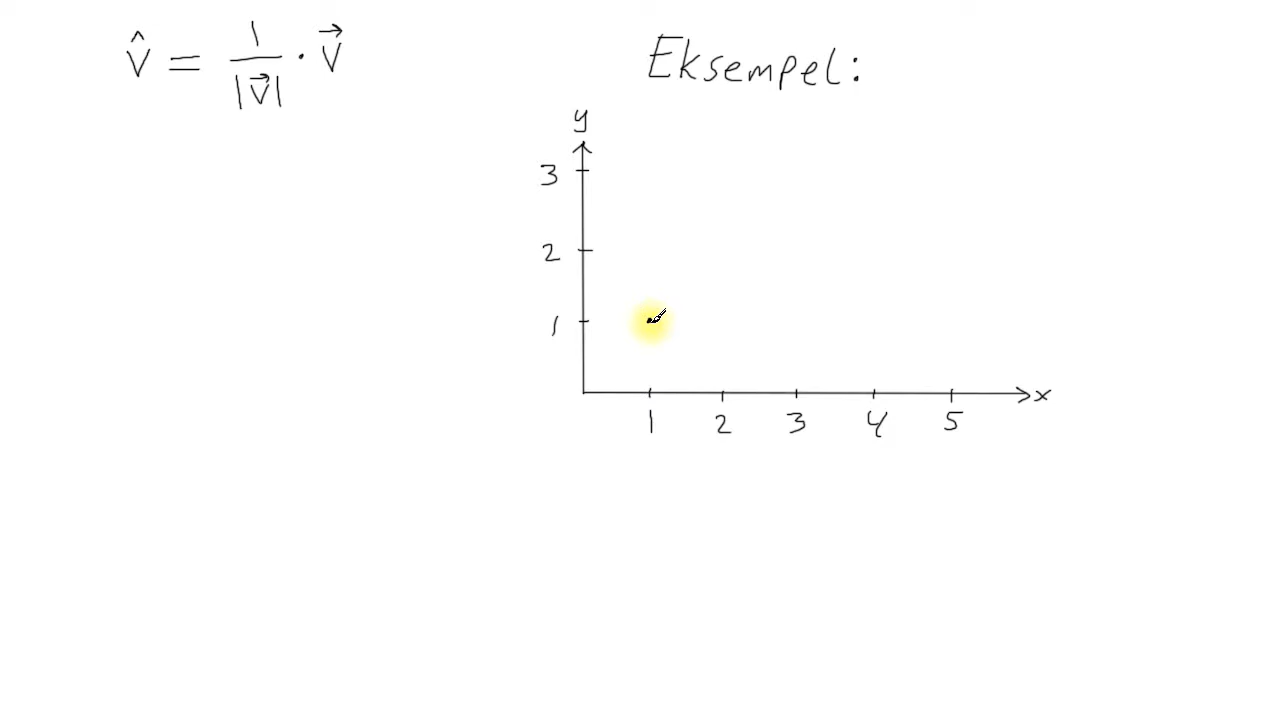 v̂ = 1/|v⃗| · v⃗
Eksempel:
y
3
2
1
1 2 3 4 5 x